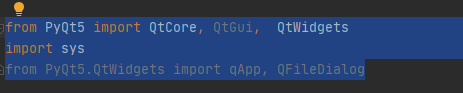 from PyQt5 import QtCore, QtGui,  QtWidgets
import sys
from PyQt5.QtWidgets import qApp, QFileDialog